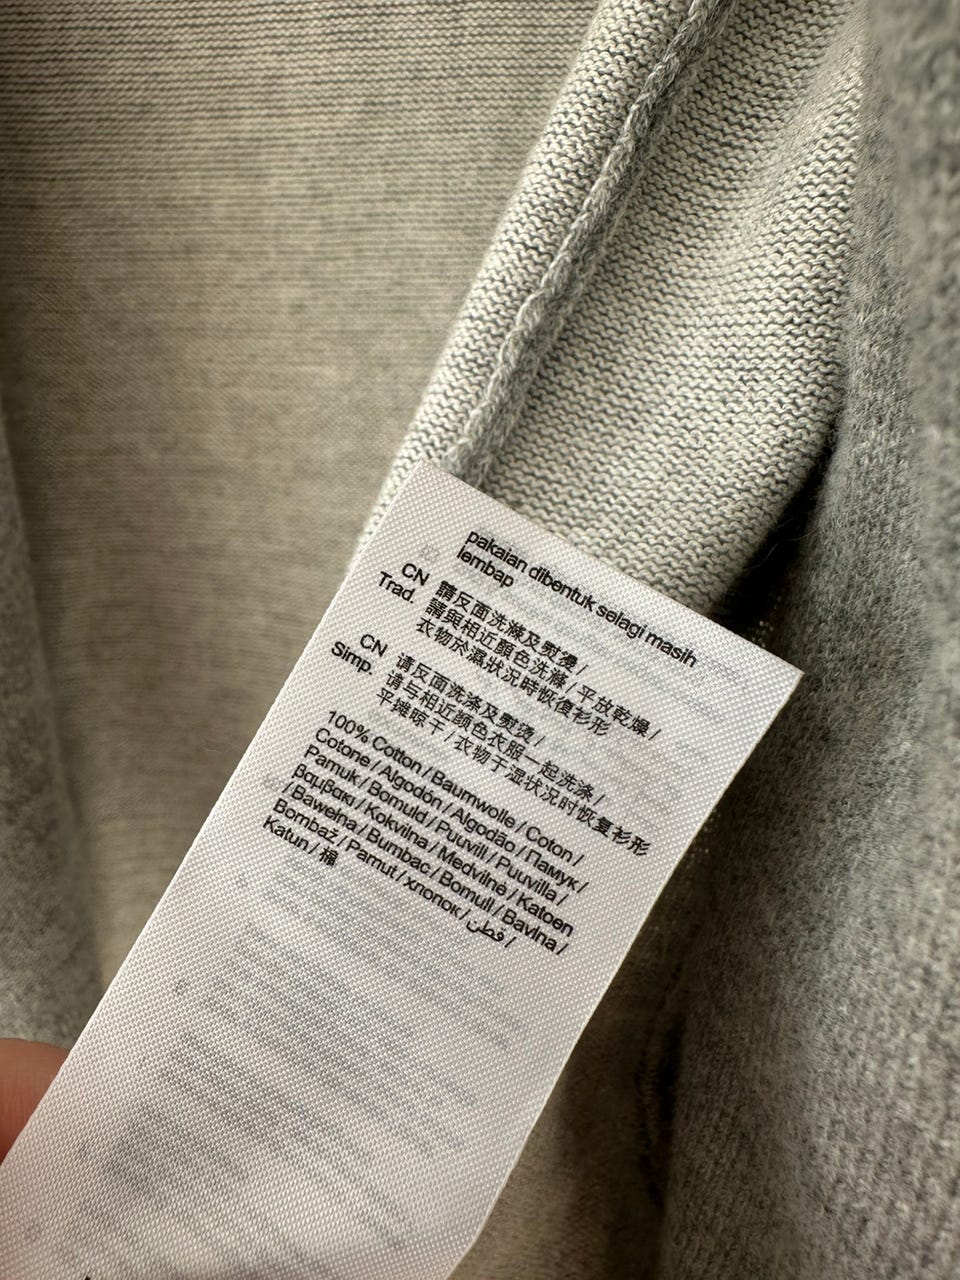 pakaian dibentuk selagi masih
lembap
CN 請反面洗滌及熨燙 /
Trad. 請與相近顏色洗滌 / 平放乾燥 /
衣物於濕狀況時恢復衫形
CN 请反面洗涤及熨烫 /
Simp. 请与相近颜色衣服一起洗涤 /
平摊晾干 / 衣物于湿状况时恢复衫形
100% Cotton / Baumwolle / Coton /
Cotone / Algodón / Algodão / Памук /
Pamuk / Bomuld / Puuvill / Puuvilla /
Βαμβακι / Kokvilna / Medvilnė / Katoen
/ Bawełna / Bumbac / Bomull / Bavlna /
Bombaž / Pamut / хлопок / قطن /
Katun / 棉